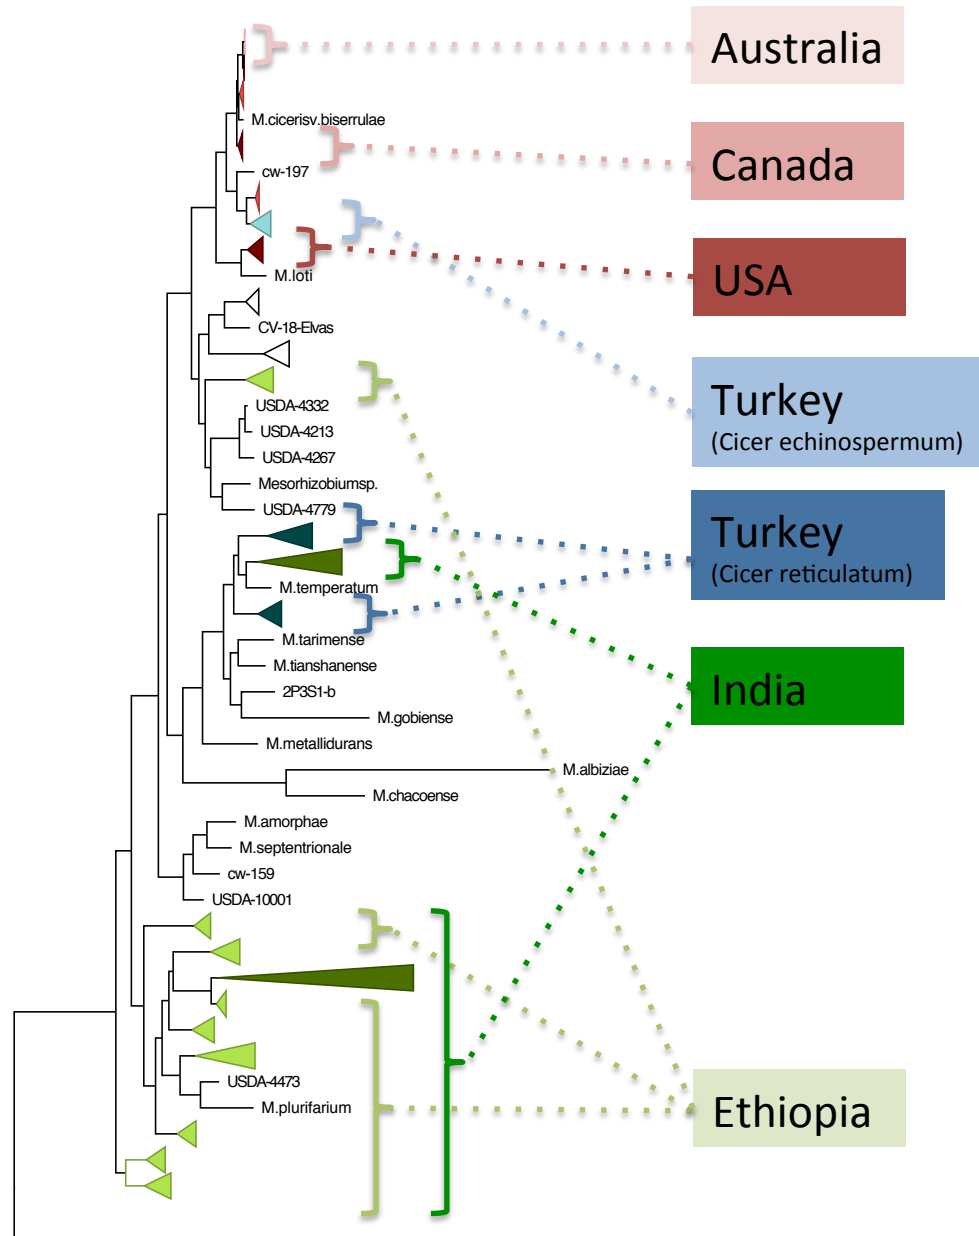 Australia
M.cicerisv.biserrulae
Canada
cw-197
USA
M.loti
CV-18-Elvas
Turkey
(Cicer echinospermum)
USDA-4332
USDA-4213
USDA-4267
Mesorhizobiumsp.
USDA-4779
Turkey
(Cicer reticulatum)
M.temperatum
M.tarimense
M.tianshanense
2P3S1-b
India
M.gobiense
M.metallidurans
M.albiziae
M.chacoense
M.amorphae
M.septentrionale
cw-159
USDA-10001
USDA-4473
M.plurifarium
Ethiopia